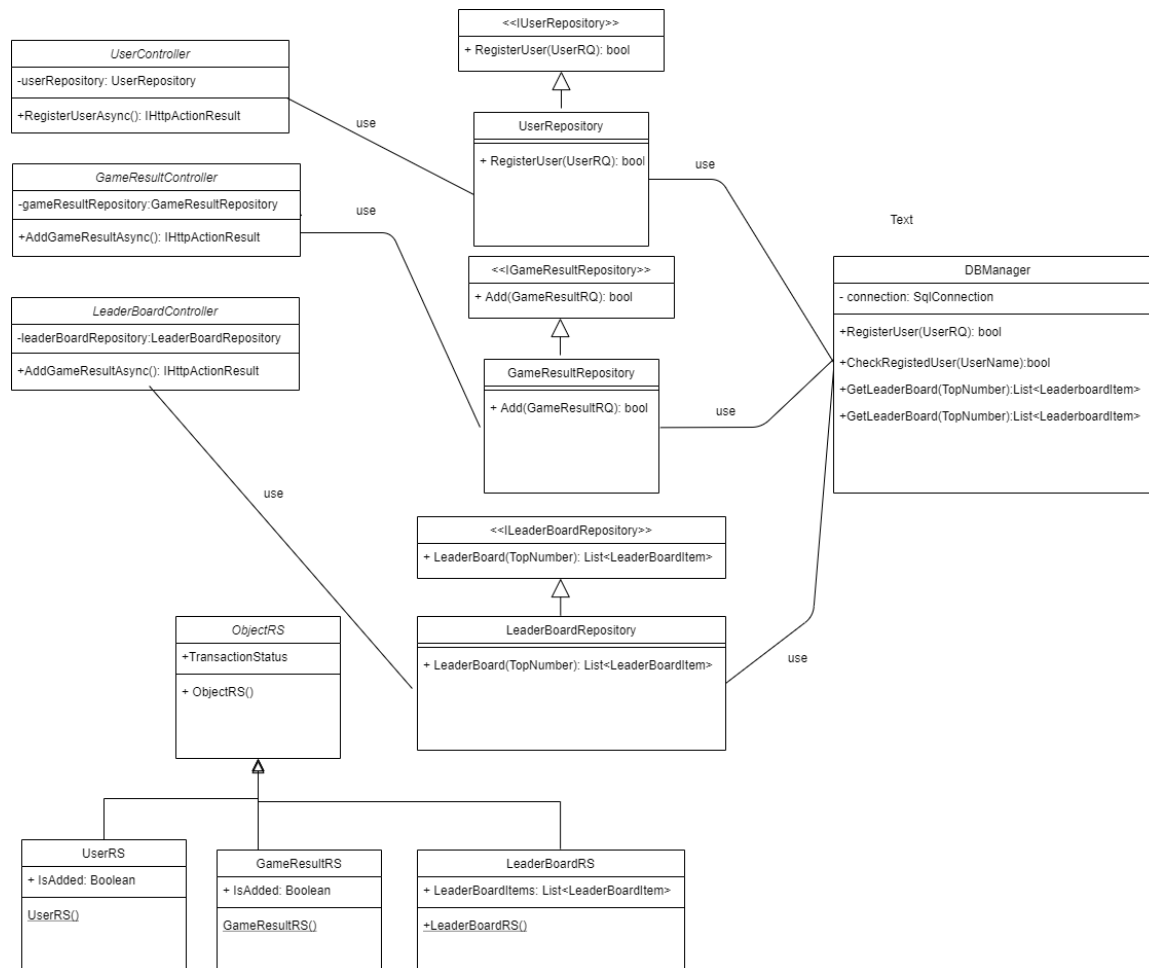 <<IUserRepository>>
+ RegisterUser(UserRQ): bool
UserController
-userRepository: UserRepository
+RegisterUserAsync(): IHttpActionResult
use
UserRepository
+ RegisterUser(UserRQ): bool
use
GameResultController
-gameResultRepository:GameResultRepository
+AddGameResultAsync(): IHttpActionResult
use
Text
<<IGameResultRepository>>
+ Add(GameResultRQ): bool
DBManager
- connection: SqlConnection
+RegisterUser(UserRQ): bool
+CheckRegistedUser(UserName):bool
+GetLeaderBoard(TopNumber):List<LeaderboardItem>
+GetLeaderBoard(TopNumber):List<LeaderboardItem>
LeaderBoardController
-leaderBoardRepository:LeaderBoardRepository
+AddGameResultAsync(): IHttpActionResult
GameResultRepository
+ Add(GameResultRQ): bool
use
use
<<ILeaderBoardRepository>>
+ LeaderBoard(TopNumber): List<LeaderBoardItem>
LeaderBoardRepository
+ LeaderBoard(TopNumber): List<LeaderBoardItem>
use
ObjectRS
+TransactionStatus
+ ObjectRS()
UserRS
+ IsAdded: Boolean
UserRS()
GameResultRS
+ IsAdded: Boolean
GameResultRS()
LeaderBoardRS
+ LeaderBoardItems: List<LeaderBoardItem>
+LeaderBoardRS()